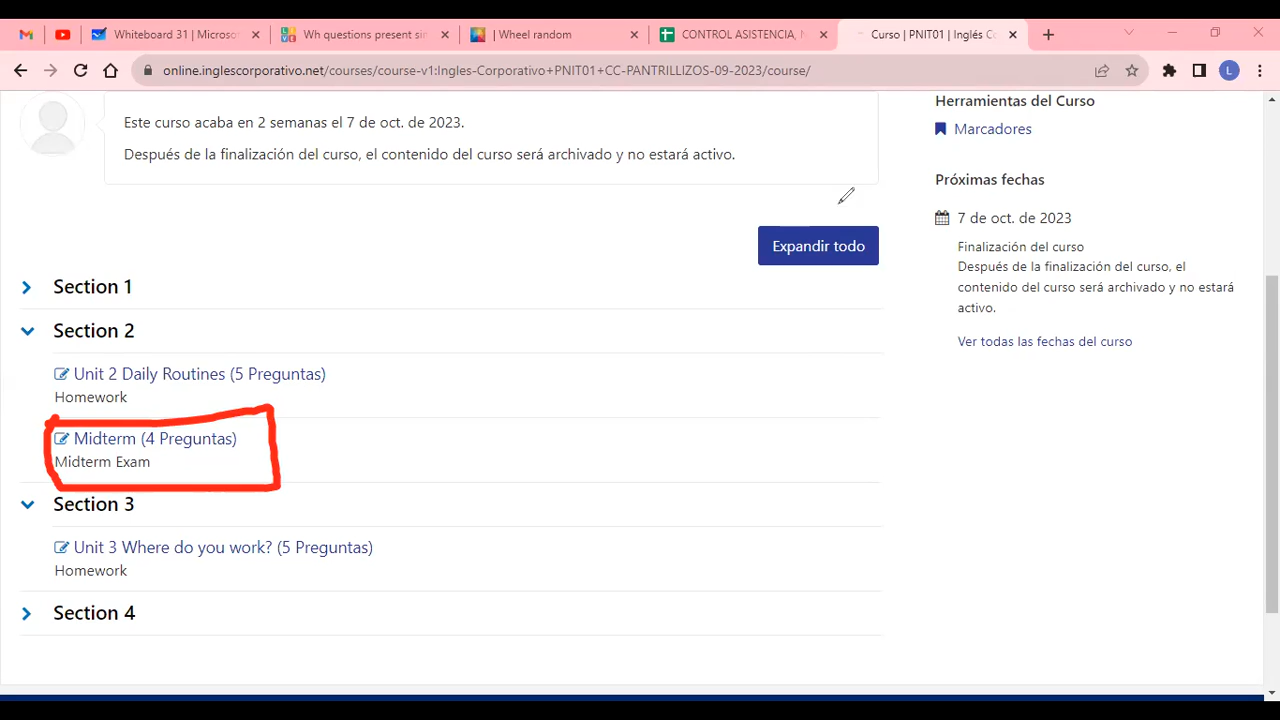 Whiteboard 31 | Microsof
Wh questions present sin
| Wheel random
CONTROL ASISTENCIA, N
Curso | PNIT01 | Inglés Co
online.inglescorporativo.net/courses/course-v1:Ingles-Corporativo+PNIT01+CC-PANTRILLIZOS-09-2023/course/
L
Este curso acaba en 2 semanas el 7 de oct. de 2023.
Después de la finalización del curso, el contenido del curso será archivado y no estará activo.
Expandir todo
Section 1
Section 2
Unit 2 Daily Routines (5 Preguntas)
Homework
Midterm (4 Preguntas)
Midterm Exam
Section 3
Unit 3 Where do you work? (5 Preguntas)
Homework
Section 4
Herramientas del Curso
Marcadores
Próximas fechas
7 de oct. de 2023
Finalización del curso
Después de la finalización del curso, el
contenido del curso será archivado y no estará
activo.
Ver todas las fechas del curso